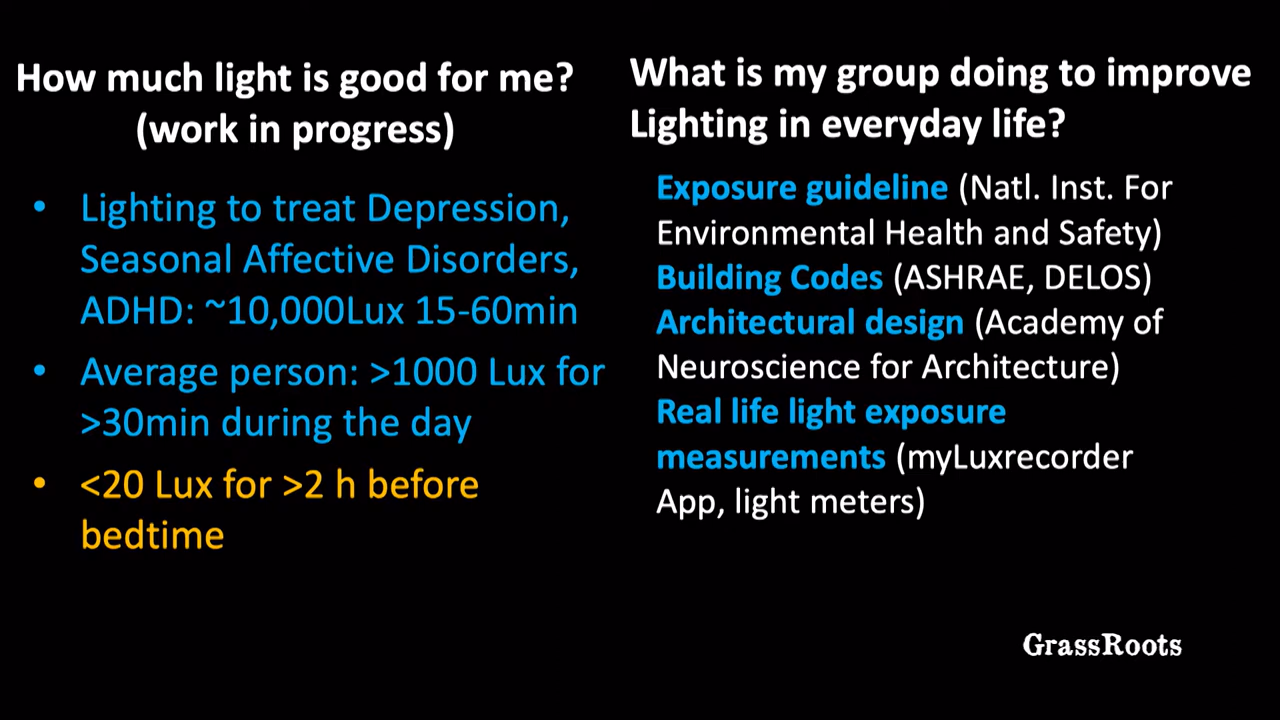 How much light is good for me?
(work in progress)
• Lighting to treat Depression,
Seasonal Affective Disorders,
ADHD: ~10,000Lux 15-60min
• Average person: >1000 Lux for
>30min during the day
• <20 Lux for >2 h before
bedtime
What is my group doing to improve
Lighting in everyday life?
Exposure guideline (Natl. Inst. For
Environmental Health and Safety)
Building Codes (ASHRAE, DELOS)
Architectural design (Academy of
Neuroscience for Architecture)
Real life light exposure
measurements (myLuxrecorder
App, light meters)
GrassRoots